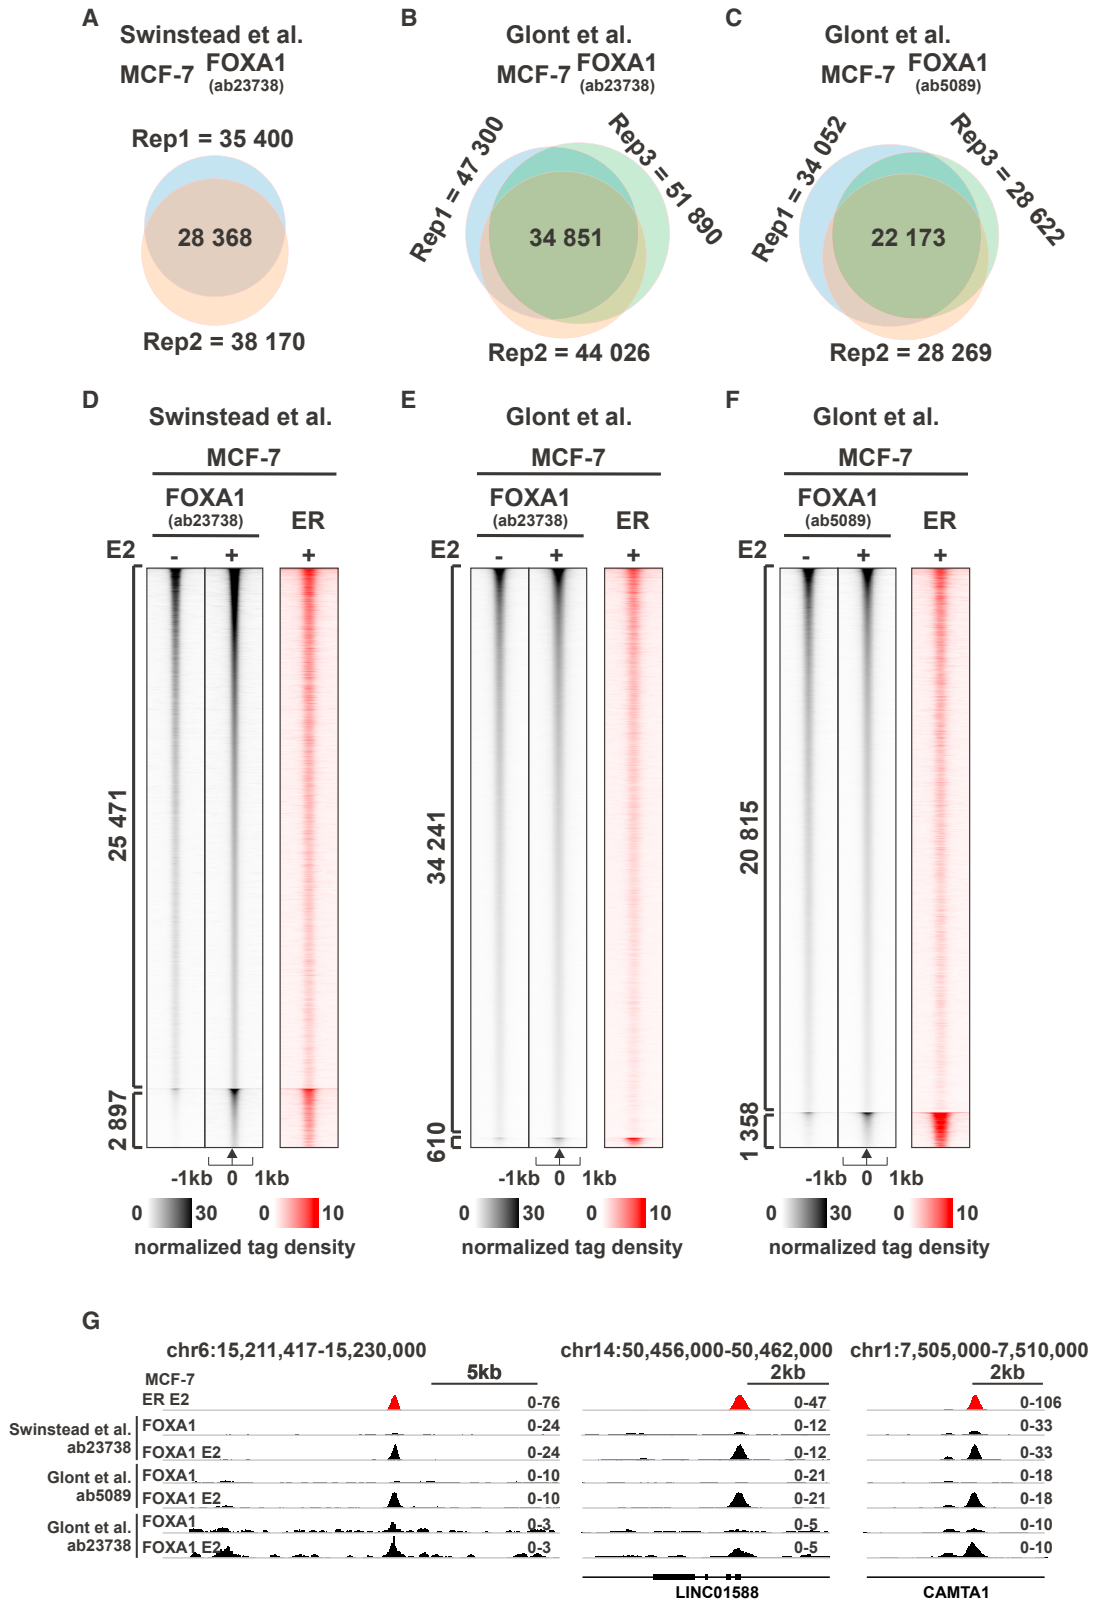 A
Swinstead et al.
MCF-7 FOXA1
(ab23738)
Rep1 = 35 400
28 368
Rep2 = 38 170
B
Glont et al.
MCF-7 FOXA1
(ab23738)
Rep1 = 47 300
Rep3 = 51 890
34 851
Rep2 = 44 026
C
Glont et al.
MCF-7 FOXA1
(ab5089)
Rep1 = 34 052
Rep3 = 28 622
22 173
Rep2 = 28 269
D
Swinstead et al.
MCF-7
FOXA1
(ab23738)
ER
E2 - + +
25 471
2 897
-1kb 0 1kb
0 30 0 10
normalized tag density
E
Glont et al.
MCF-7
FOXA1
(ab23738)
ER
E2 - + +
34 241
610
-1kb 0 1kb
0 30 0 10
normalized tag density
F
Glont et al.
MCF-7
FOXA1
(ab5089)
ER
E2 - + +
20 815
1 358
-1kb 0 1kb
0 30 0 10
normalized tag density
G
chr6:15,211,417-15,230,000 chr14:50,456,000-50,462,000 chr1:7,505,000-7,510,000
MCF-7 5kb 2kb 2kb
ER E2 0-76 0-47 0-106
Swinstead et al.
ab23738
FOXA1 0-24 0-12 0-33
FOXA1 E2 0-24 0-12 0-33
Glont et al.
ab5089
FOXA1 0-10 0-21 0-18
FOXA1 E2 0-10 0-21 0-18
Glont et al.
ab23738
FOXA1 0-3 0-5 0-10
FOXA1 E2 0-3 0-5 0-10
LINC01588 CAMTA1